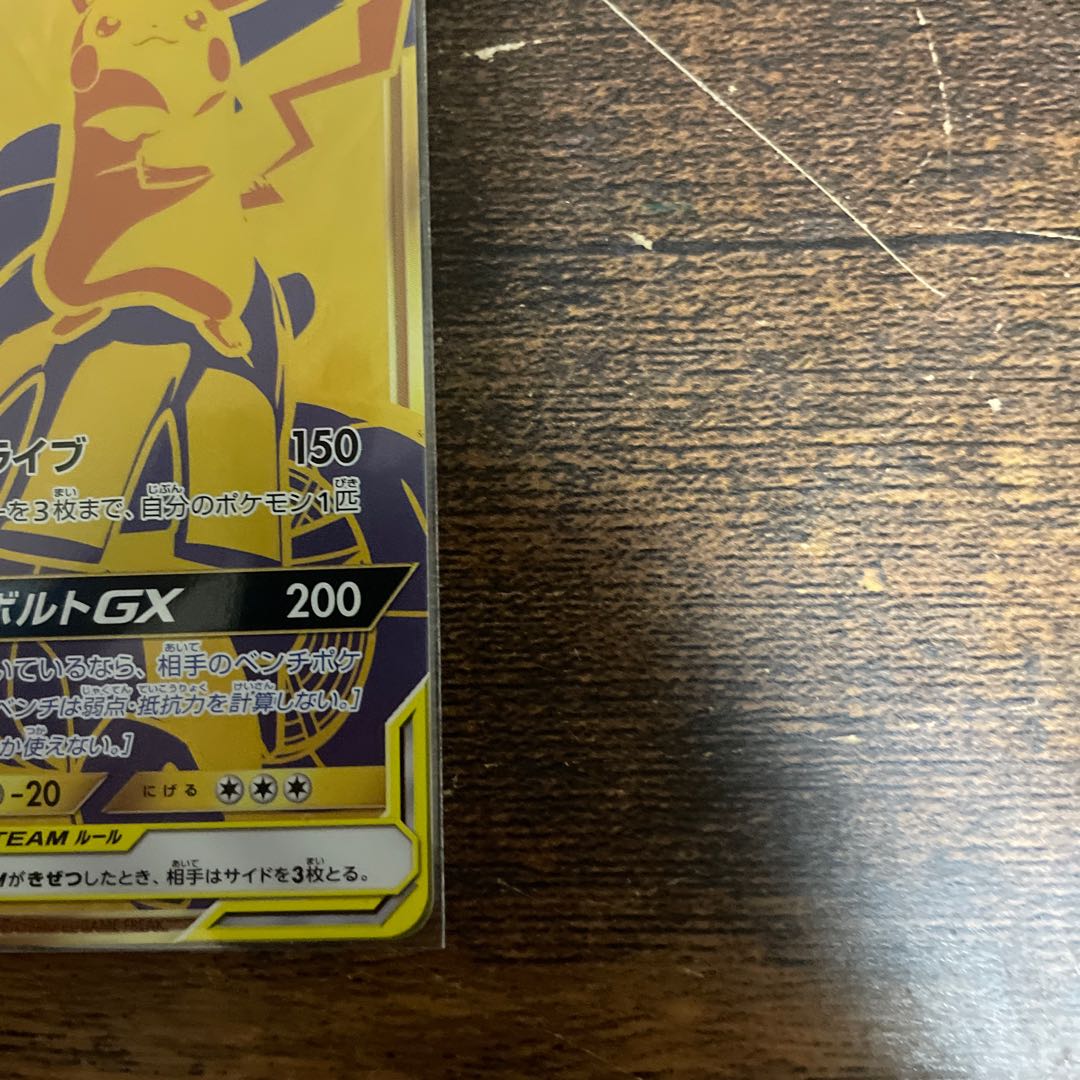 ライブ 150
を3枚まで、自分のポケモン1匹
ボルトGX 200
いているなら、相手のベンチポケ
ベンチは弱点・抵抗力を計算しない。]
か使えない。]
-20 にげる
TEAM ルール
Mがきぜつしたとき、相手はサイドを3枚とる。